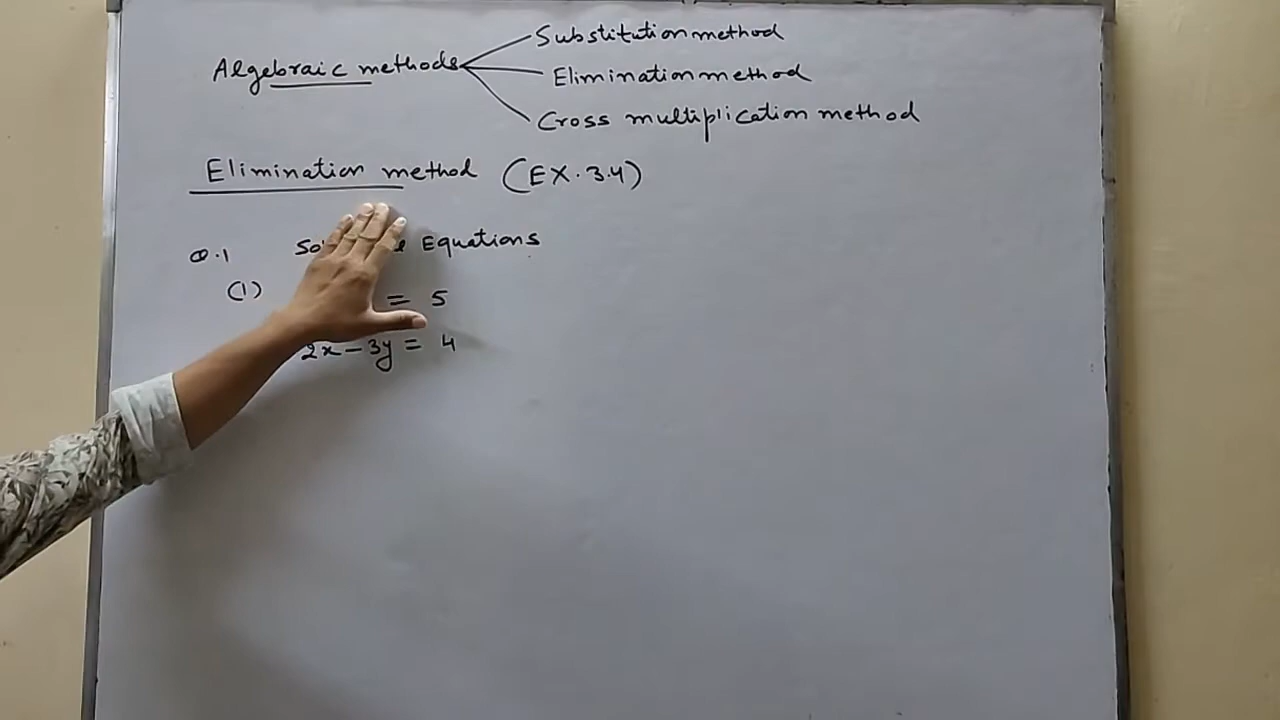 Substitution method
Algebraic methods
Elimination method
Cross multiplication method
Elimination method (EX. 3.4)
Q.1 Equations
(1) = 5
2x - 3y = 4